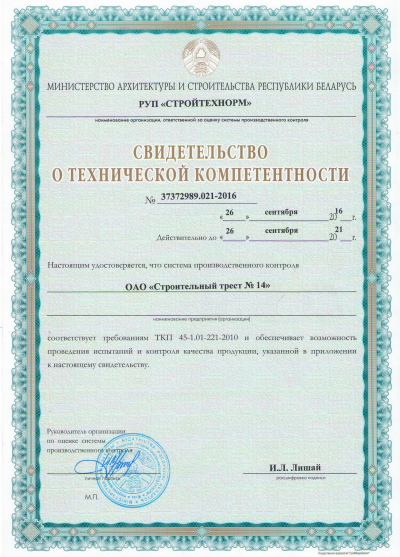 МИНИСТЕРСТВО АРХИТЕКТУРЫ И СТРОИТЕЛЬСТВА РЕСПУБЛИКИ БЕЛАРУСЬ
РУП «СТРОЙТЕХНОРМ»
наименование организации, ответственной за оценку системы производственного контроля
СВИДЕТЕЛЬСТВО
О ТЕХНИЧЕСКОЙ КОМПЕТЕНТНОСТИ
№ 37372989.021-2016
« 26 » сентября 20 16 г.
Действительно до « 26 » сентября 20 21 г.
Настоящим удостоверяется, что система производственного контроля
ОАО «Строительный трест № 14»
наименование предприятия (организации)
соответствует требованиям ТКП 45-1.01-221-2010 и обеспечивает возможность
проведения испытаний и контроля качества продукции, указанной в приложении
к настоящему свидетельству.
Руководитель организации
по оценке системы
производственного контроля
И.Л. Лишай
личная подпись
расшифровка подписи
М.П.